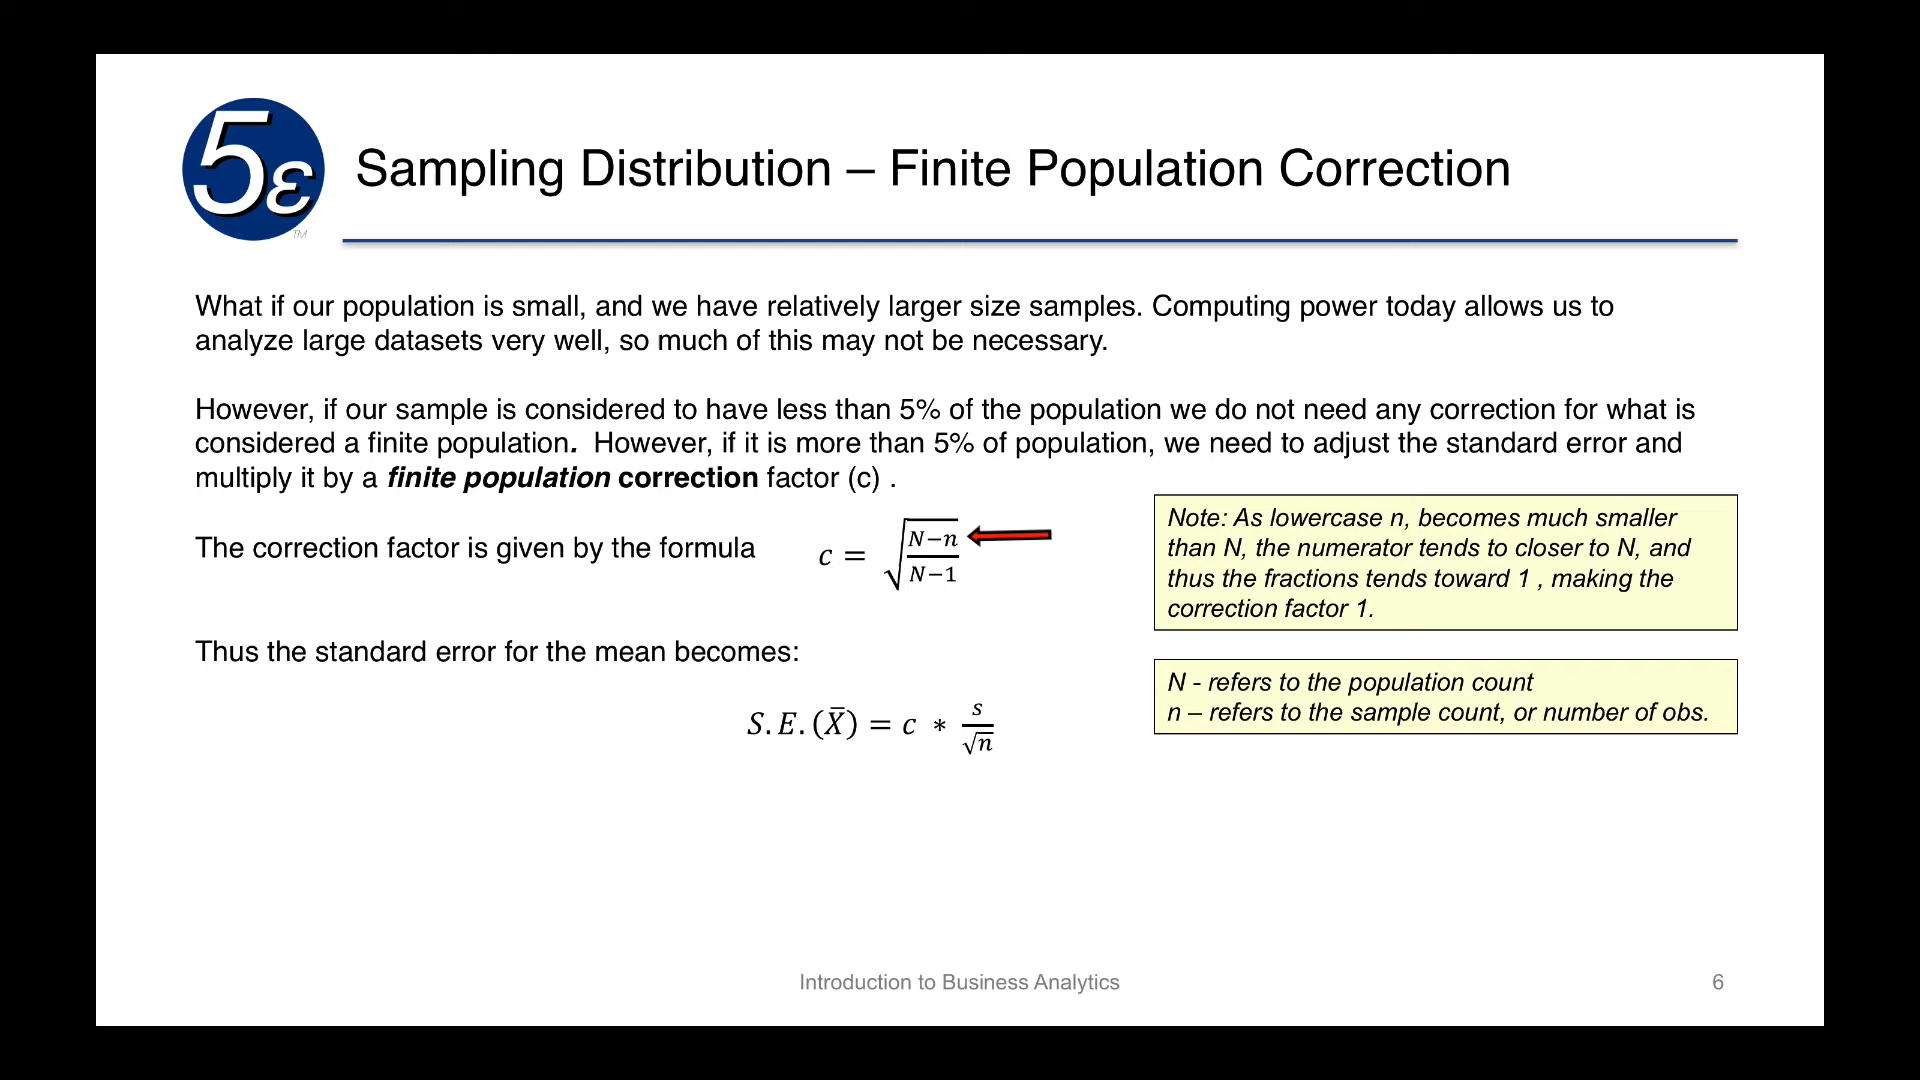 5ε
TM
Sampling Distribution – Finite Population Correction
What if our population is small, and we have relatively larger size samples. Computing power today allows us to
analyze large datasets very well, so much of this may not be necessary.
However, if our sample is considered to have less than 5% of the population we do not need any correction for what is
considered a finite population.  However, if it is more than 5% of population, we need to adjust the standard error and
multiply it by a finite population correction factor (c) .
The correction factor is given by the formula c = √(N−n / N−1)
Note: As lowercase n, becomes much smaller
than N, the numerator tends to closer to N, and
thus the fractions tends toward 1 , making the
correction factor 1.
Thus the standard error for the mean becomes:
S.E.(X̄) = c * s/√n
N - refers to the population count
n – refers to the sample count, or number of obs.
Introduction to Business Analytics
6